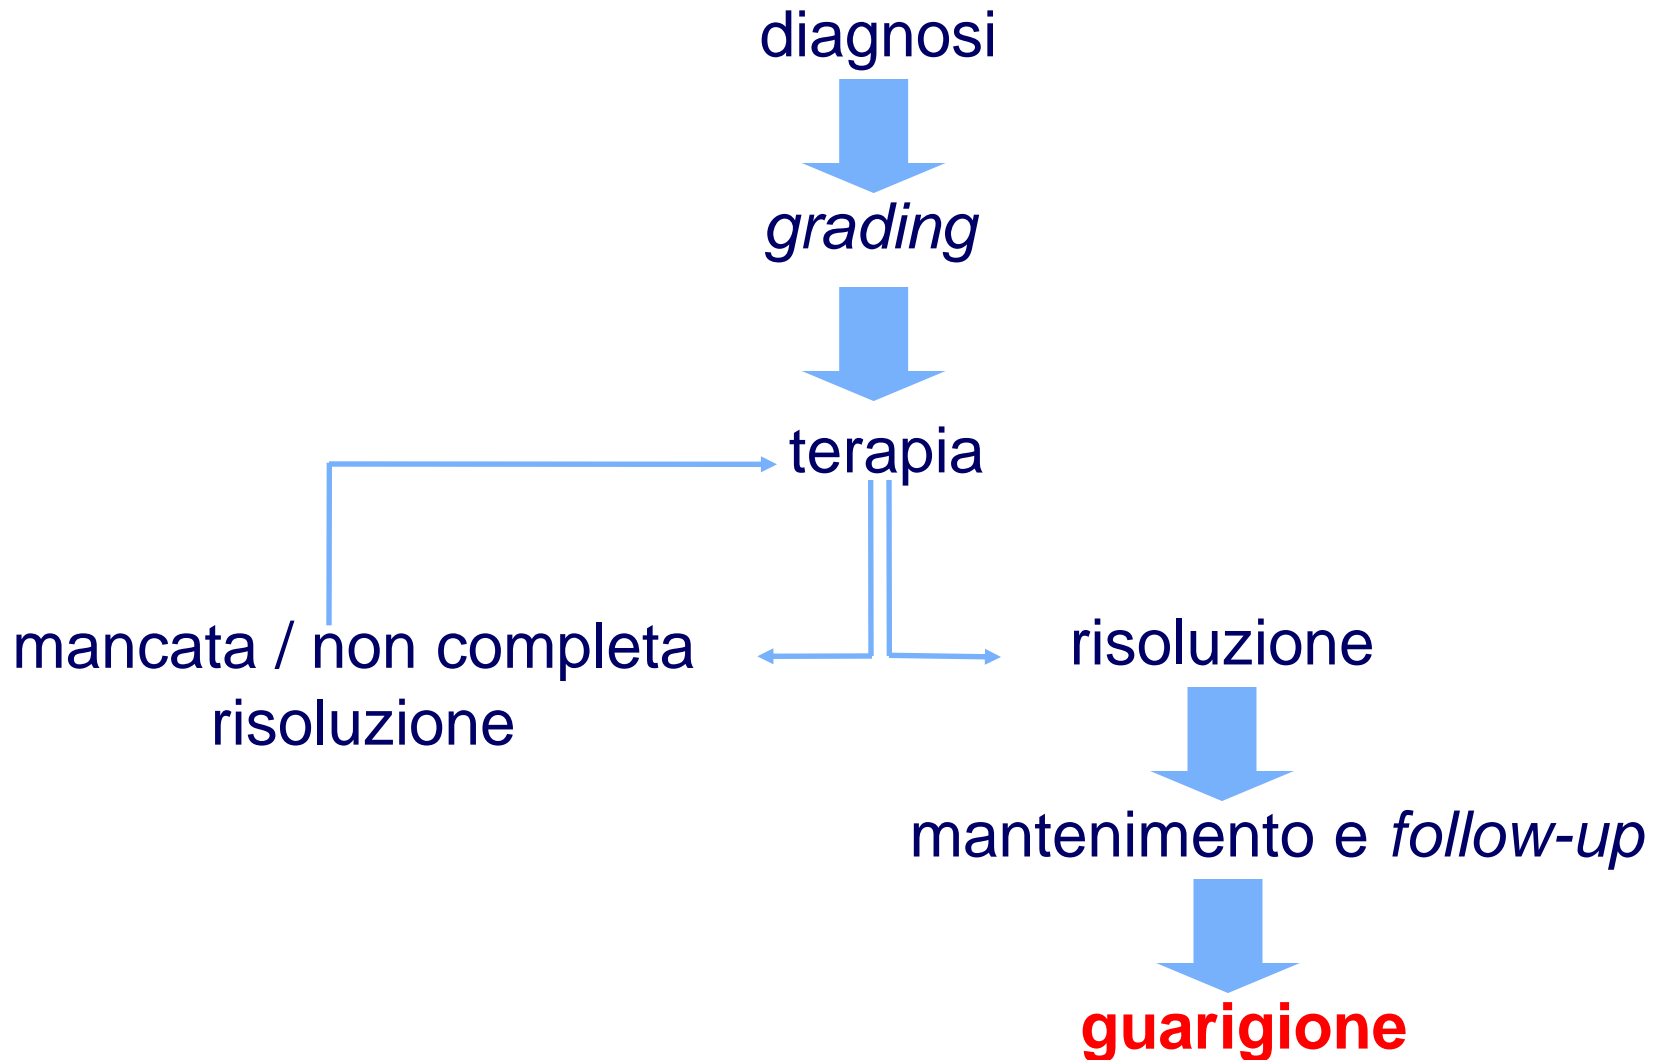 diagnosi
grading
terapia
mancata / non completa
risoluzione
risoluzione
mantenimento e follow-up
guarigione